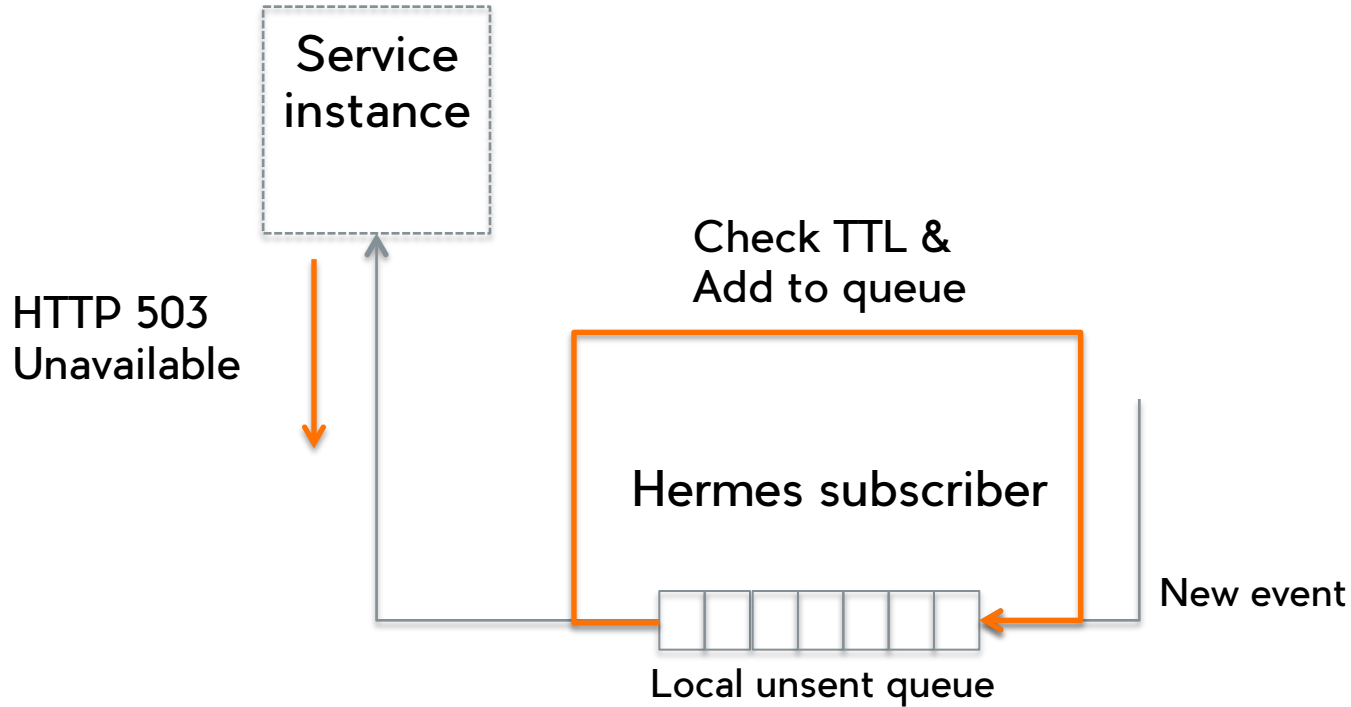 Service
instance
Check TTL &
Add to queue
HTTP 503
Unavailable
Hermes subscriber
New event
Local unsent queue